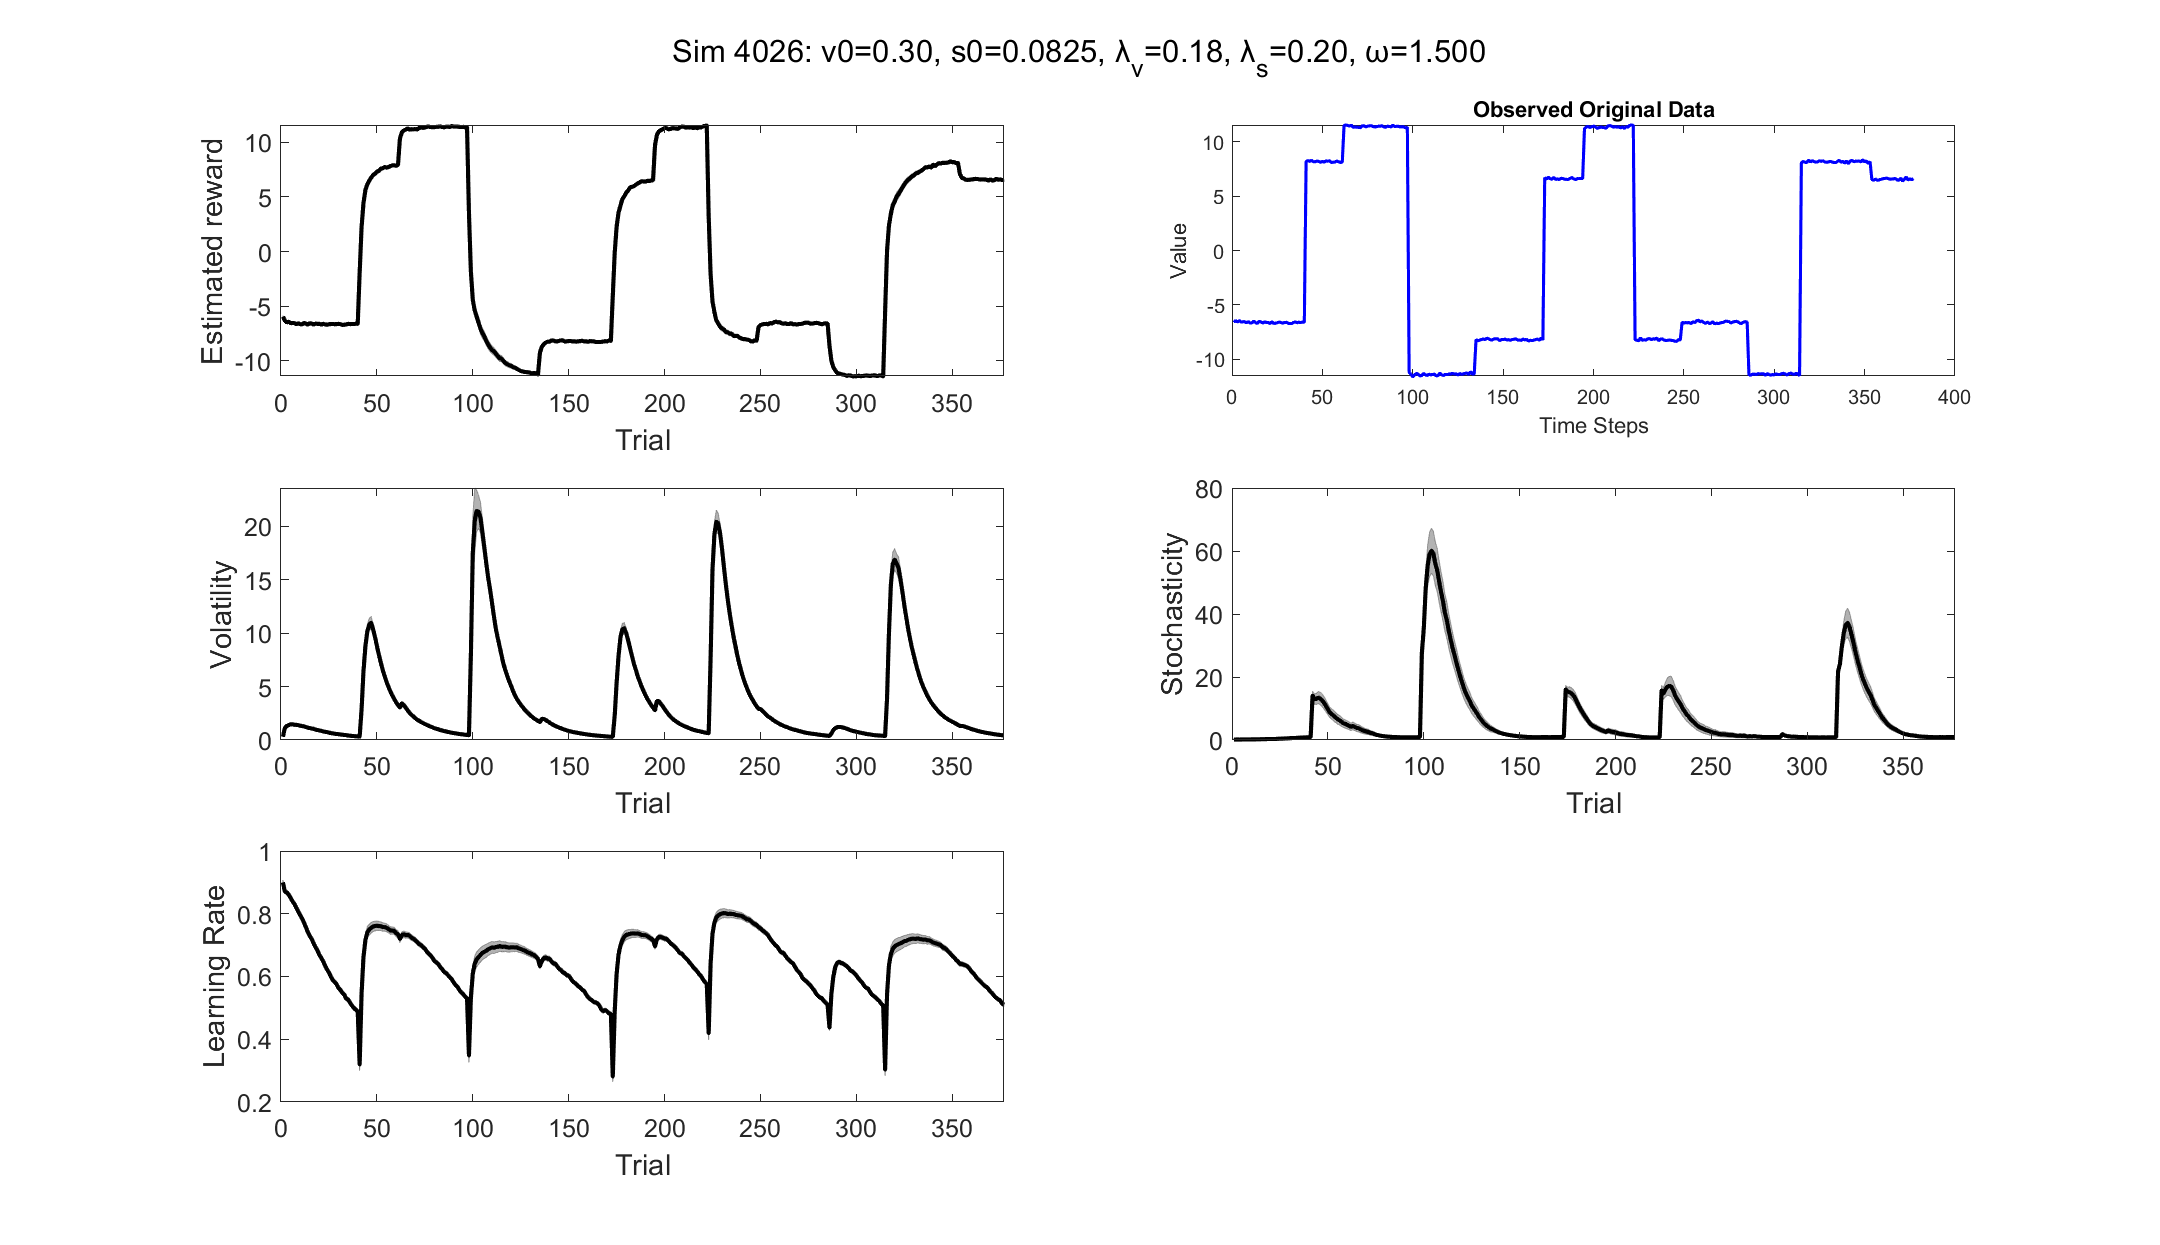 Sim 4026: v0=0.30, s0=0.0825, λv=0.18, λs=0.20, ω=1.500
Estimated reward
10
5
0
-5
-10
0 50 100 150 200 250 300 350
Trial
Observed Original Data
Value
10
5
0
-5
-10
0 50 100 150 200 250 300 350 400
Time Steps
Volatility
20
15
10
5
0
0 50 100 150 200 250 300 350
Trial
Stochasticity
80
60
40
20
0
0 50 100 150 200 250 300 350
Trial
Learning Rate
1
0.8
0.6
0.4
0.2
0 50 100 150 200 250 300 350
Trial